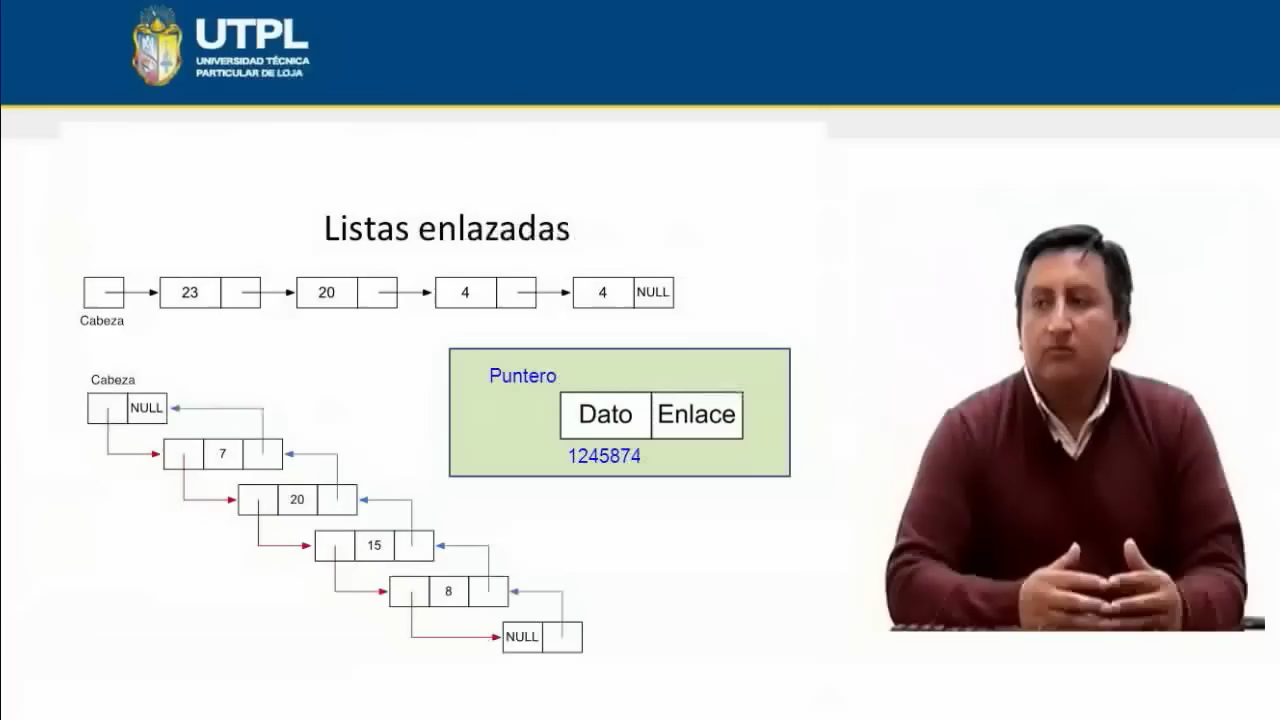 UTPL
UNIVERSIDAD TÉCNICA
PARTICULAR DE LOJA
Listas enlazadas
23 20 4 4 NULL
Cabeza
Cabeza
NULL
7
20
15
8
NULL
Puntero
Dato Enlace
1245874